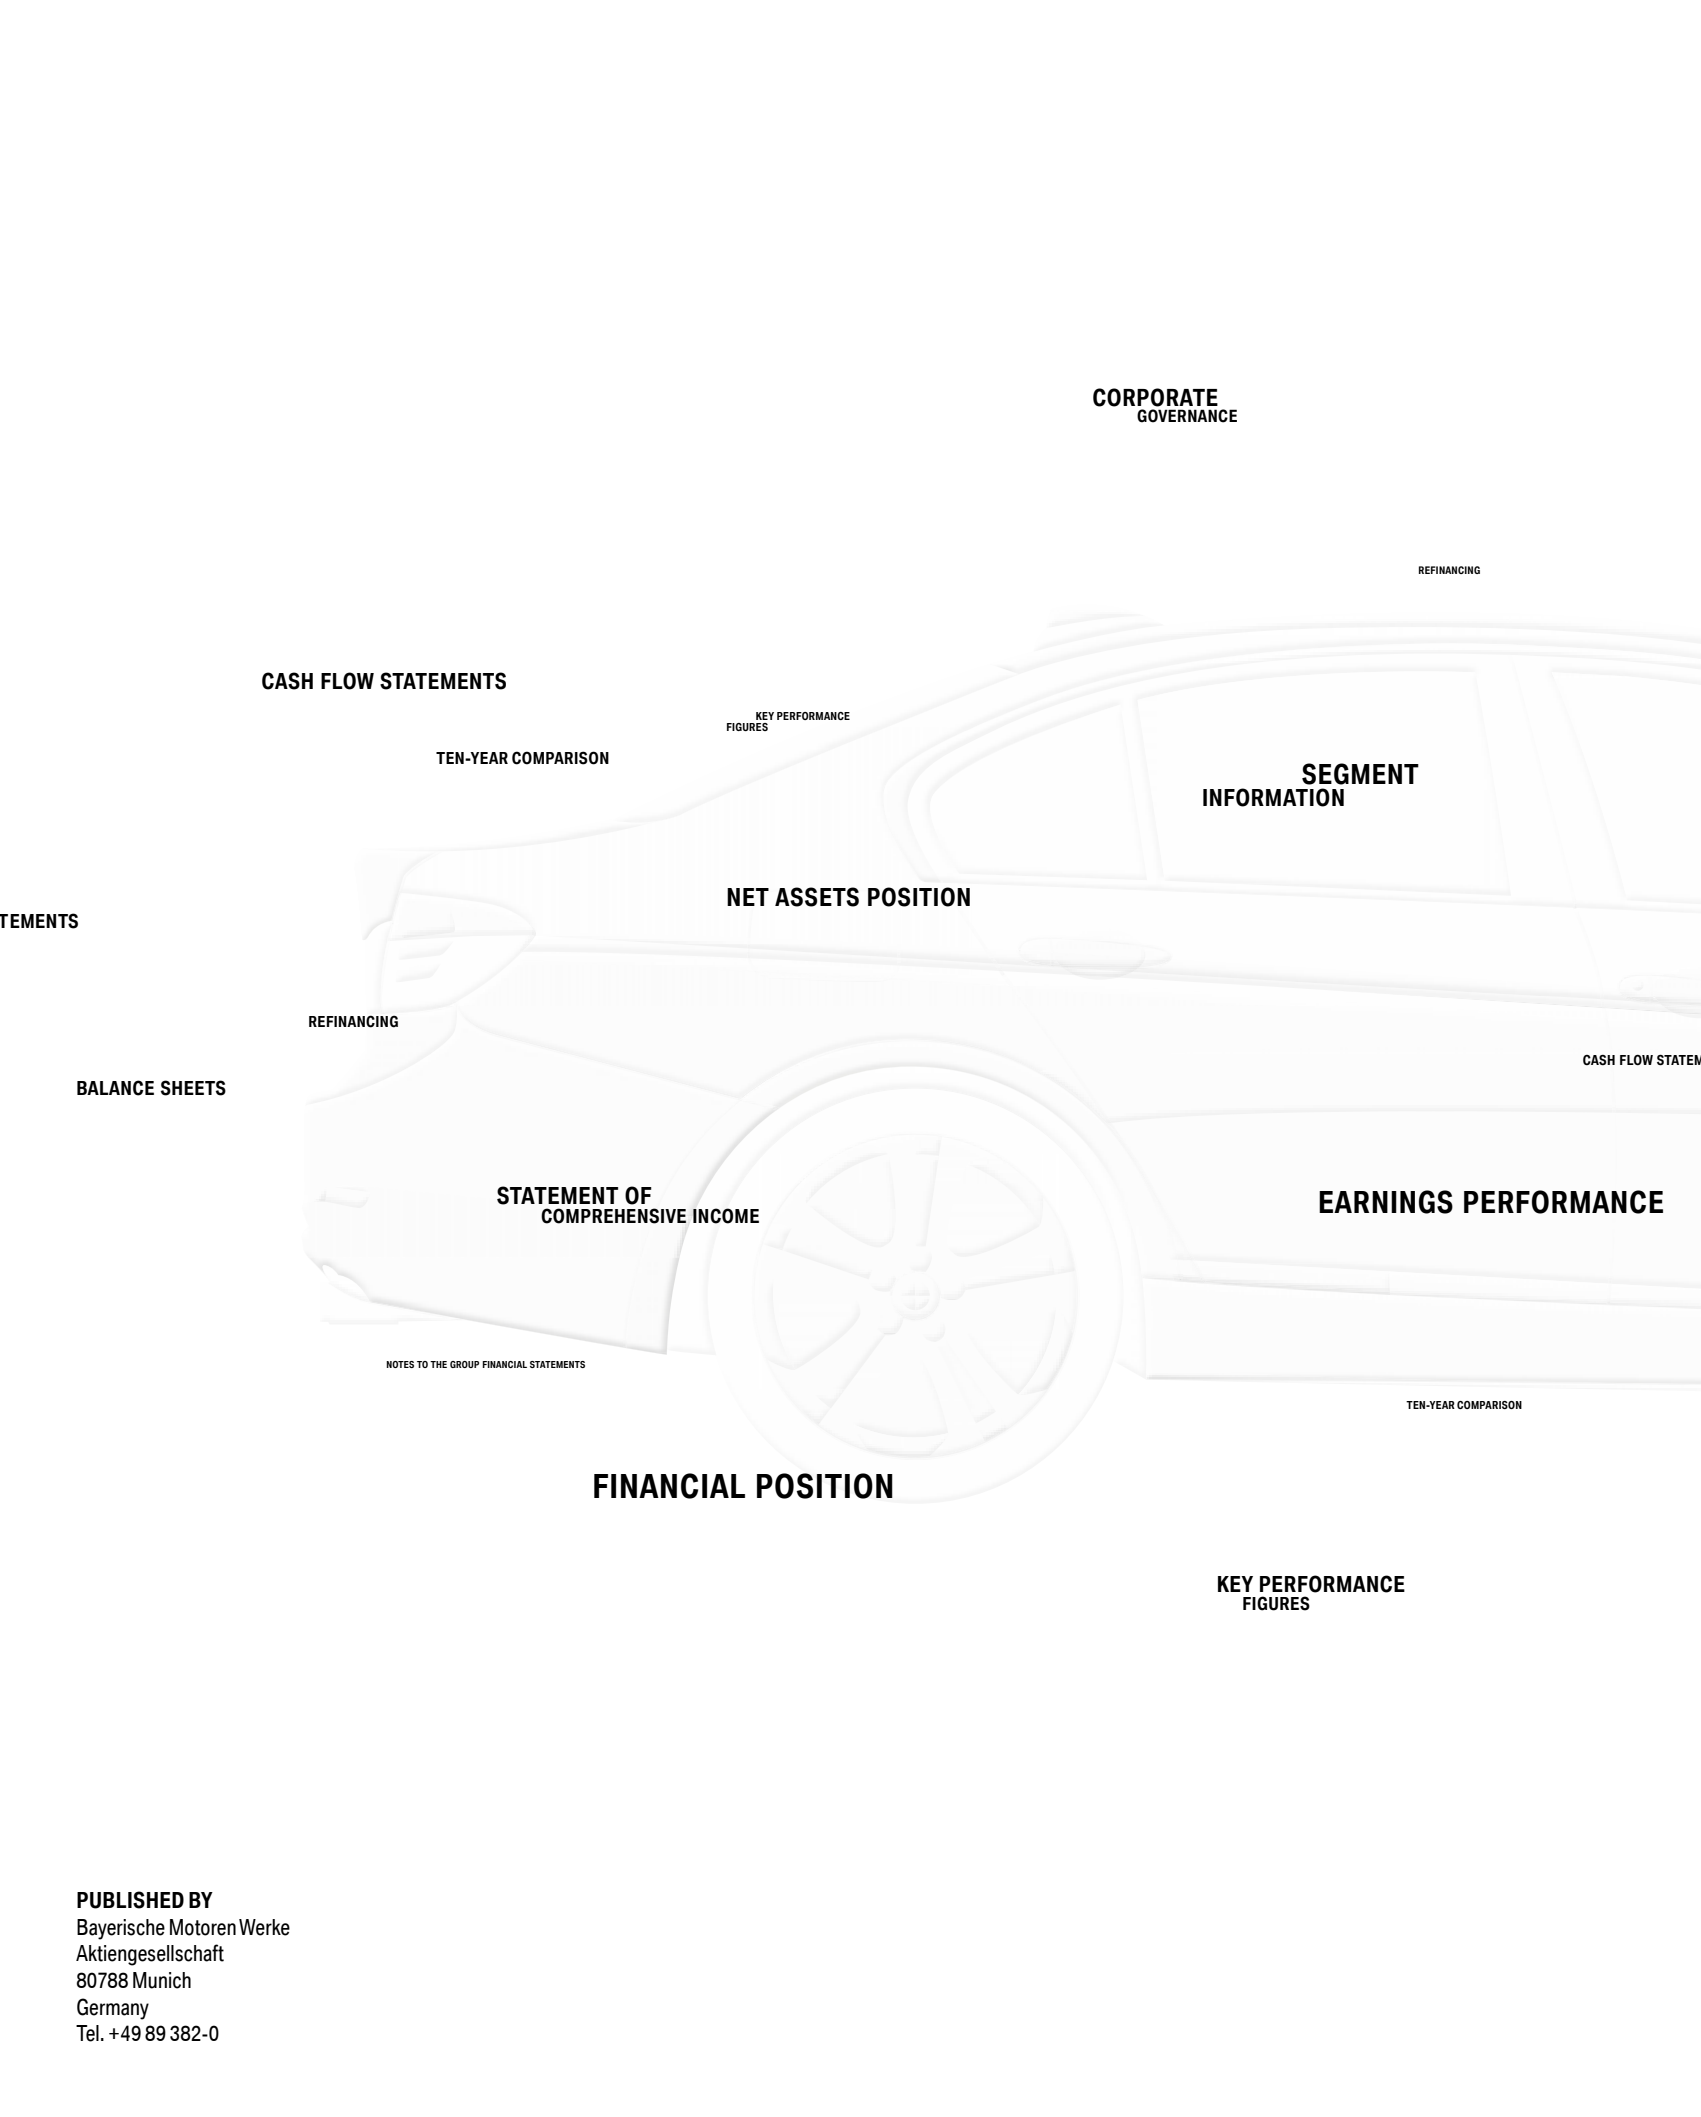 CORPORATE
GOVERNANCE
REFINANCING
CASH FLOW STATEMENTS
KEY PERFORMANCE
FIGURES
TEN-YEAR COMPARISON
SEGMENT
INFORMATION
NET ASSETS POSITION
TEMENTS
REFINANCING
CASH FLOW STATEM
BALANCE SHEETS
STATEMENT OF
COMPREHENSIVE INCOME
EARNINGS PERFORMANCE
NOTES TO THE GROUP FINANCIAL STATEMENTS
TEN-YEAR COMPARISON
FINANCIAL POSITION
KEY PERFORMANCE
FIGURES
PUBLISHED BY
Bayerische Motoren Werke
Aktiengesellschaft
80788 Munich
Germany
Tel. +49 89 382-0